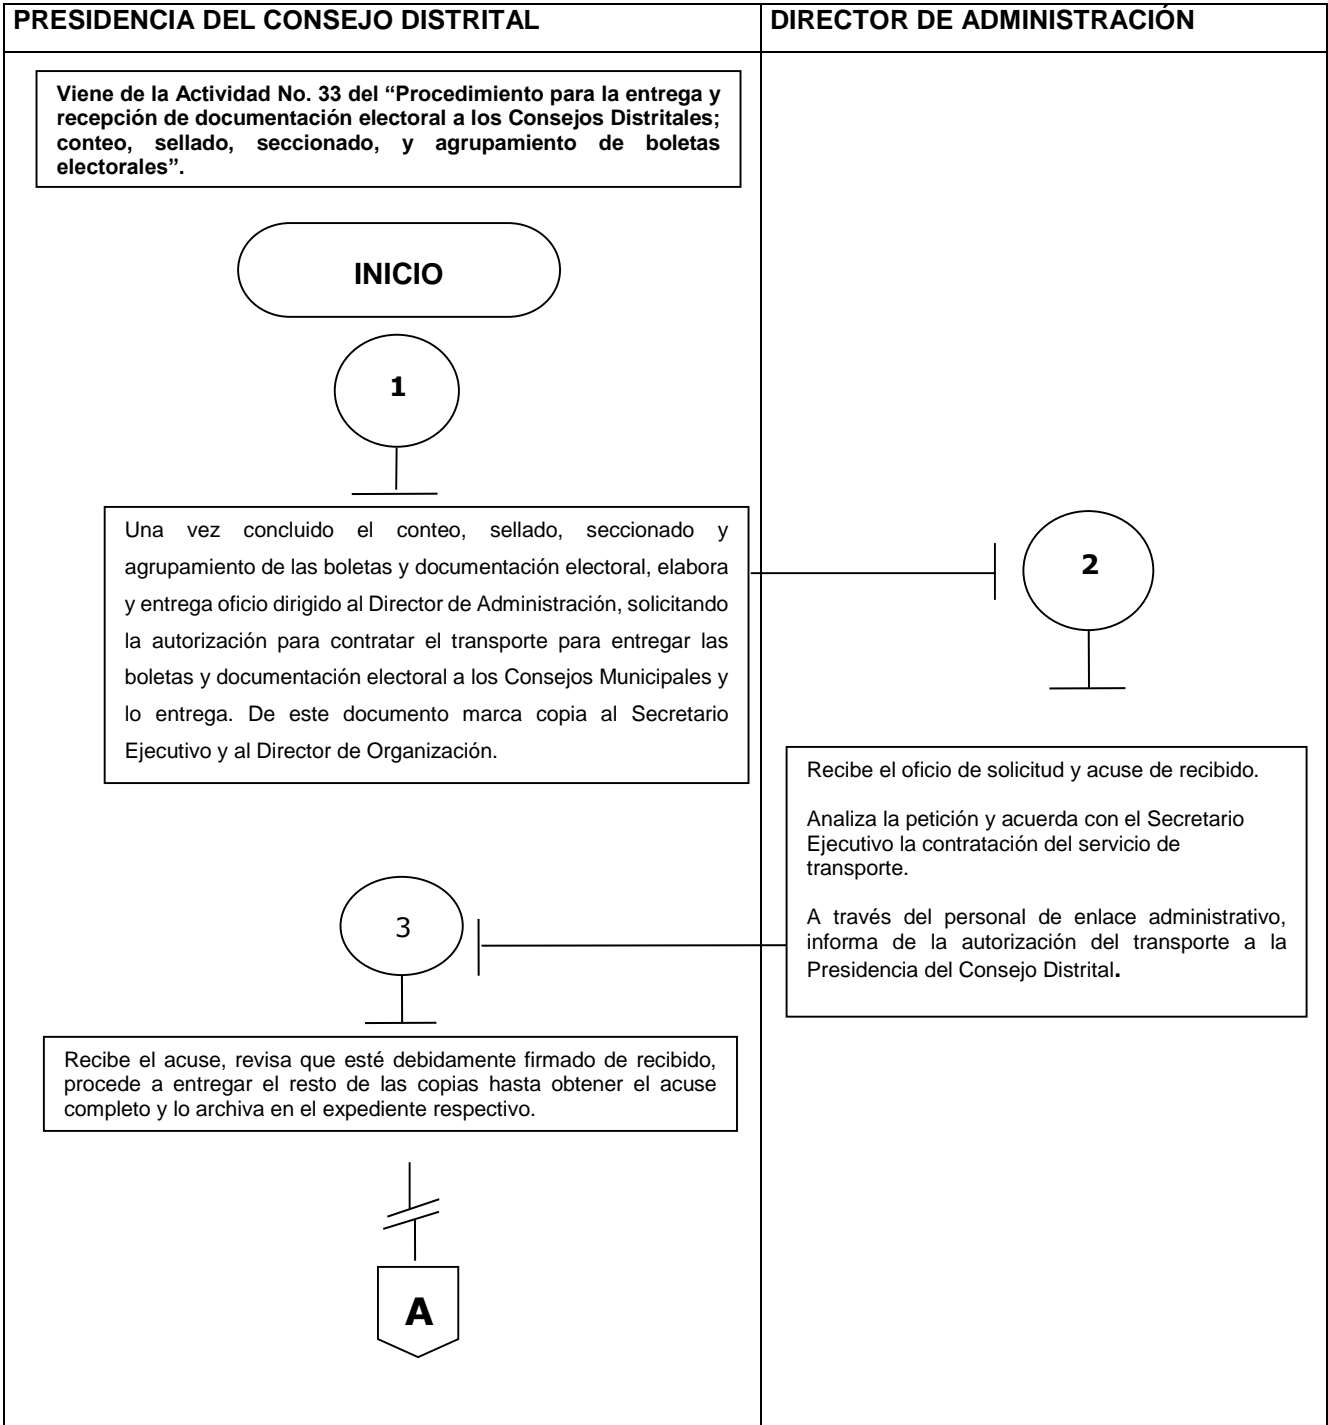 PRESIDENCIA DEL CONSEJO DISTRITAL
DIRECTOR DE ADMINISTRACIÓN
Viene de la Actividad No. 33 del “Procedimiento para la entrega y
recepción de documentación electoral a los Consejos Distritales;
conteo, sellado, seccionado, y agrupamiento de boletas
electorales”.
INICIO
1
Una vez concluido el conteo, sellado, seccionado y
agrupamiento de las boletas y documentación electoral, elabora
y entrega oficio dirigido al Director de Administración, solicitando
la autorización para contratar el transporte para entregar las
boletas y documentación electoral a los Consejos Municipales y
lo entrega. De este documento marca copia al Secretario
Ejecutivo y al Director de Organización.
2
Recibe el oficio de solicitud y acuse de recibido.
Analiza la petición y acuerda con el Secretario
Ejecutivo la contratación del servicio de
transporte.
A través del personal de enlace administrativo,
informa de la autorización del transporte a la
Presidencia del Consejo Distrital.
3
Recibe el acuse, revisa que esté debidamente firmado de recibido,
procede a entregar el resto de las copias hasta obtener el acuse
completo y lo archiva en el expediente respectivo.
A